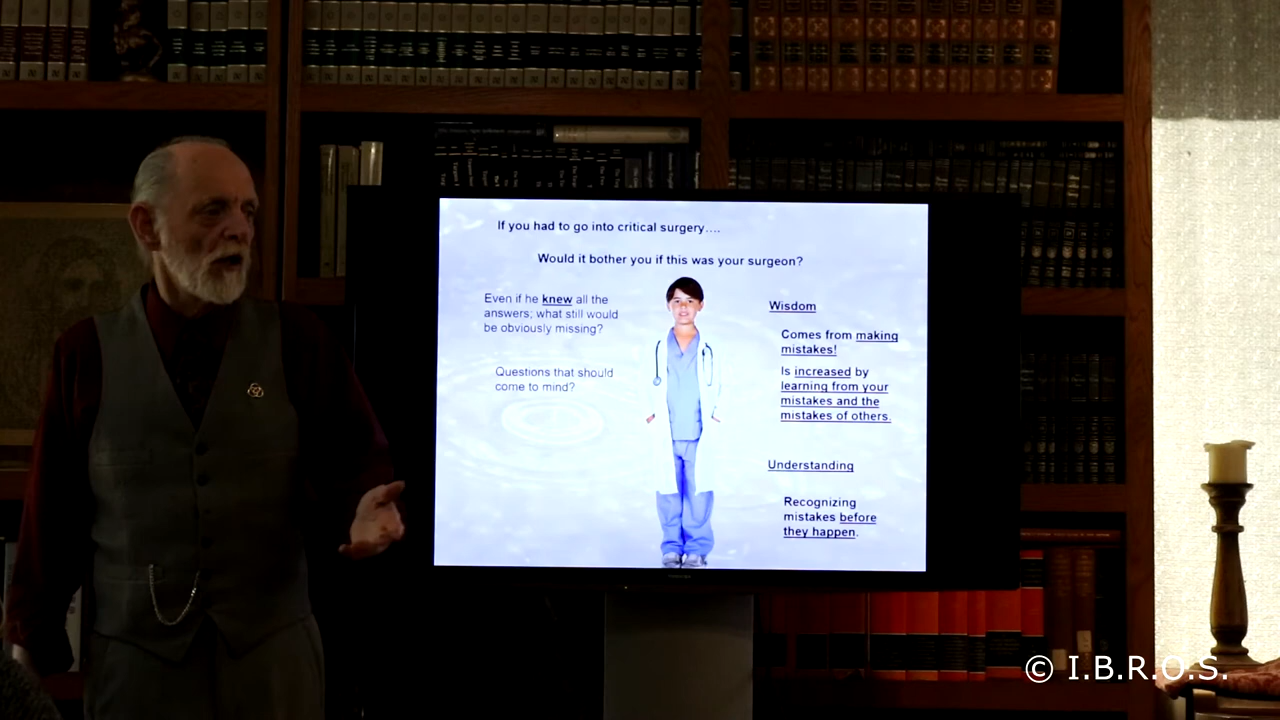 If you had to go into critical surgery….
Would it bother you if this was your surgeon?
Even if he knew all the
answers; what still would
be obviously missing?
Questions that should
come to mind?
Wisdom
Comes from making
mistakes!
Is increased by
learning from your
mistakes and the
mistakes of others.
Understanding
Recognizing
mistakes before
they happen.
TOSHIBA
© I.B.R.O.S.